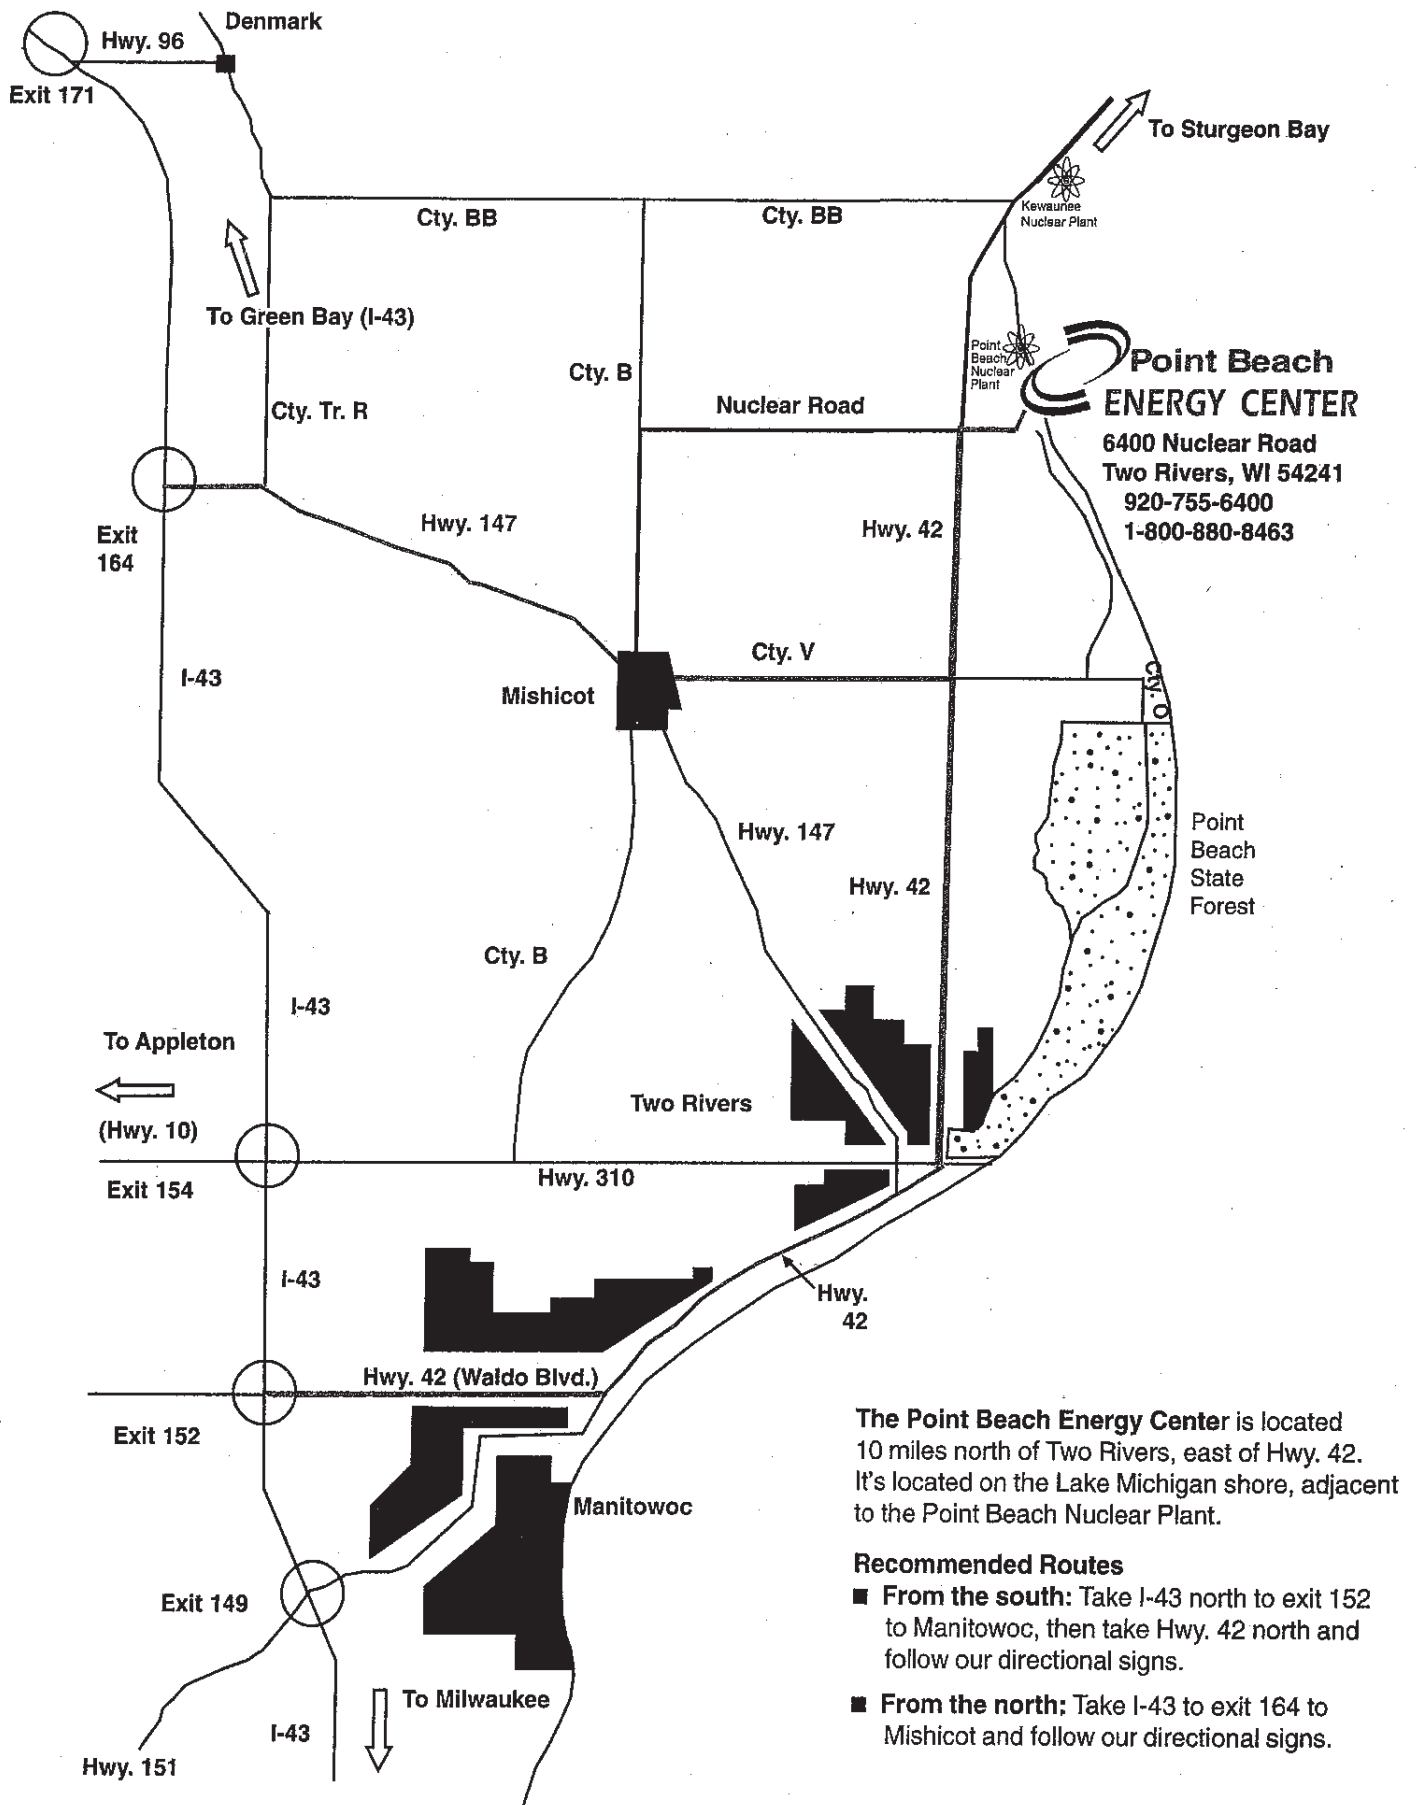 Denmark
Hwy. 96
Exit 171
To Sturgeon Bay
Kewaunee
Nuclear Plant
Cty. BB
Cty. BB
To Green Bay (I-43)
Point
Beach
Nuclear
Plant
Point Beach
ENERGY CENTER
6400 Nuclear Road
Two Rivers, WI 54241
920-755-6400
1-800-880-8463
Cty. B
Cty. Tr. R
Nuclear Road
Hwy. 147
Hwy. 42
Exit
164
Cty. V
I-43
Mishicot
Cty. O
Hwy. 147
Point
Beach
State
Forest
Hwy. 42
Cty. B
I-43
To Appleton
(Hwy. 10)
Two Rivers
Exit 154
Hwy. 310
I-43
Hwy.
42
Hwy. 42 (Waldo Blvd.)
Exit 152
Manitowoc
Exit 149
To Milwaukee
I-43
Hwy. 151
The Point Beach Energy Center is located
10 miles north of Two Rivers, east of Hwy. 42.
It's located on the Lake Michigan shore, adjacent
to the Point Beach Nuclear Plant.
Recommended Routes
■ From the south: Take I-43 north to exit 152
to Manitowoc, then take Hwy. 42 north and
follow our directional signs.
■ From the north: Take I-43 to exit 164 to
Mishicot and follow our directional signs.